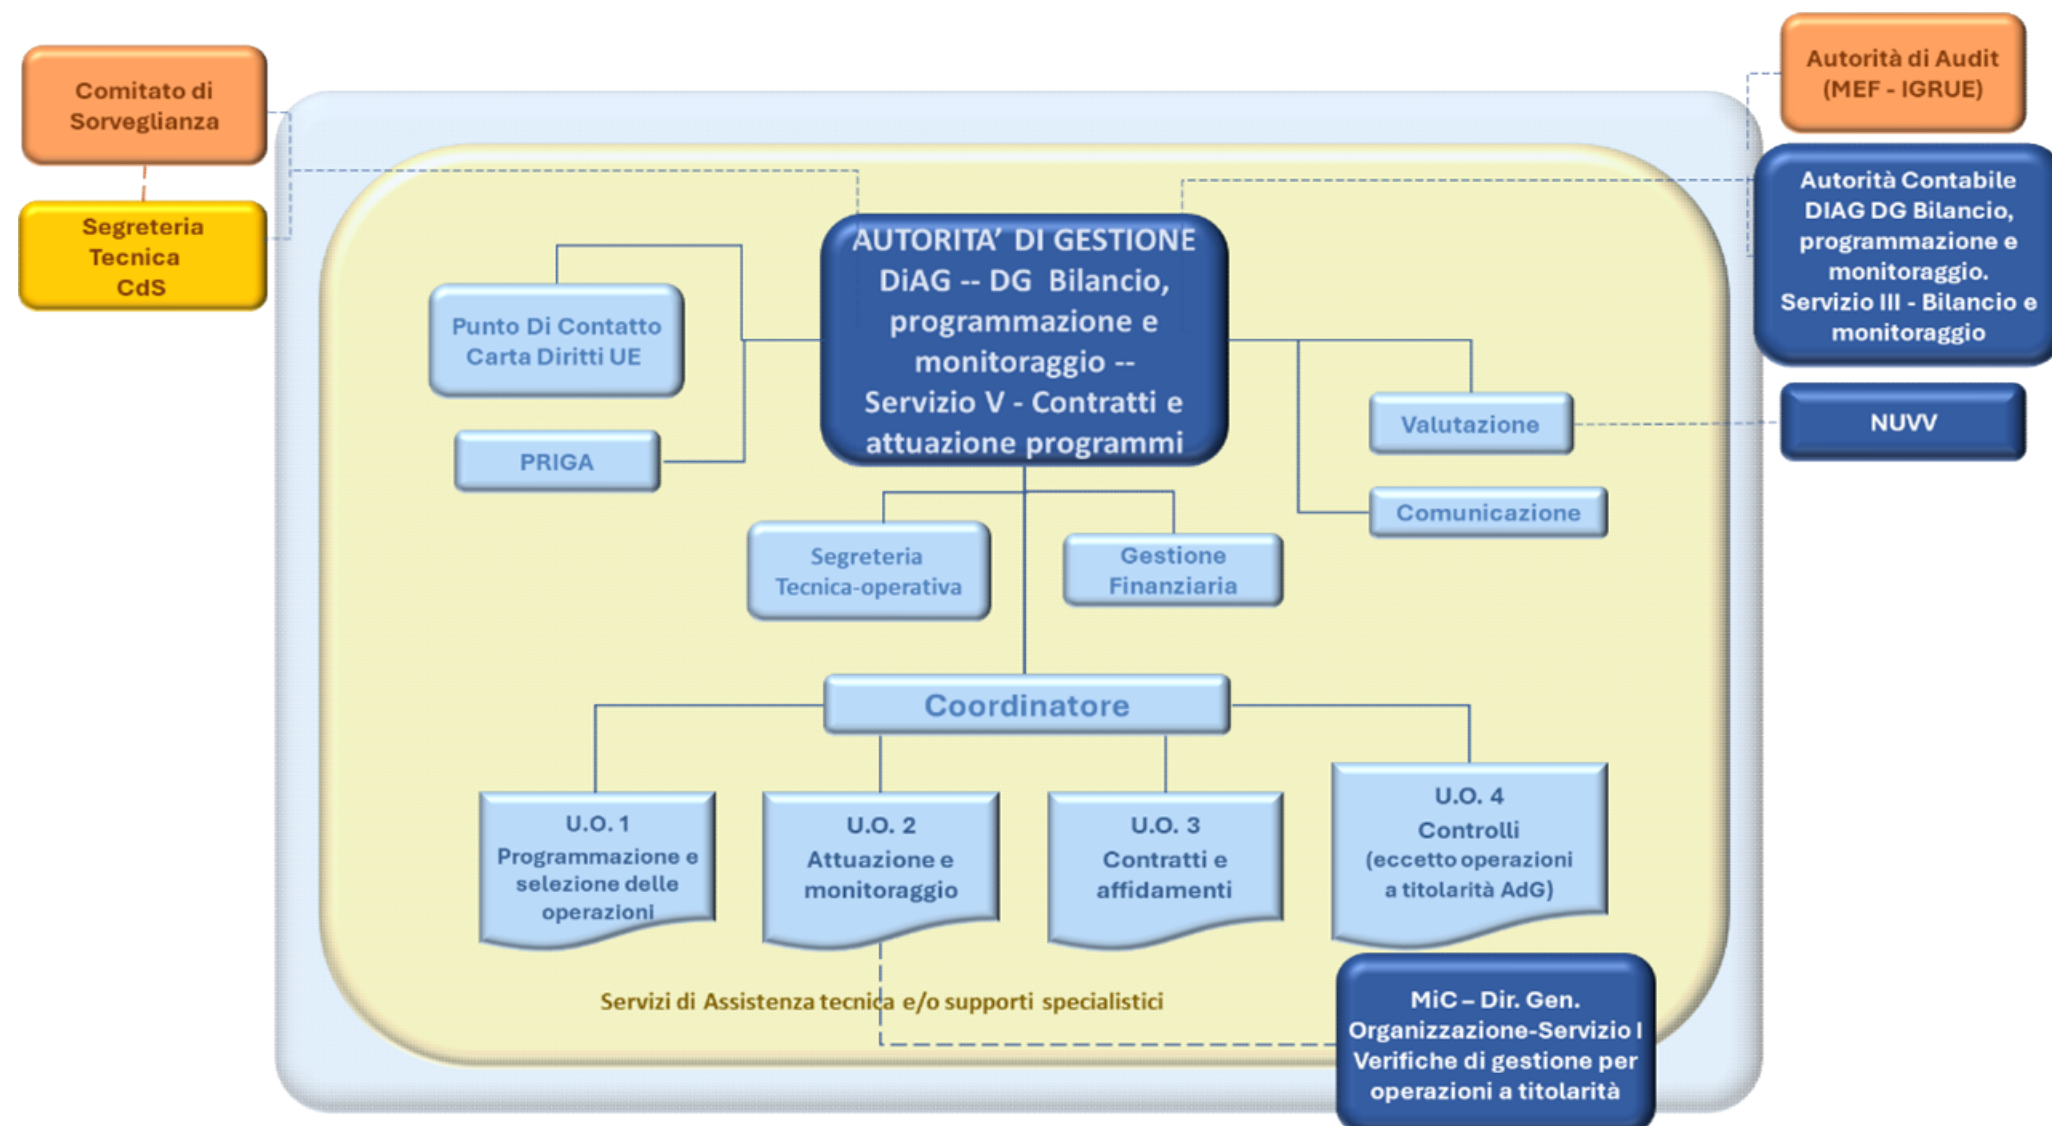 Comitato di
Sorveglianza
Segreteria
Tecnica
CdS
Autorità di Audit
(MEF - IGRUE)
Autorità Contabile
DIAG DG Bilancio,
programmazione e
monitoraggio.
Servizio III - Bilancio e
monitoraggio
NUVV
AUTORITA’ DI GESTIONE
DiAG -- DG Bilancio,
programmazione e
monitoraggio --
Servizio V - Contratti e
attuazione programmi
Punto Di Contatto
Carta Diritti UE
PRIGA
Valutazione
Comunicazione
Segreteria
Tecnica-operativa
Gestione
Finanziaria
Coordinatore
U.O. 1
Programmazione e
selezione delle
operazioni
U.O. 2
Attuazione e
monitoraggio
U.O. 3
Contratti e
affidamenti
U.O. 4
Controlli
(eccetto operazioni
a titolarità AdG)
Servizi di Assistenza tecnica e/o supporti specialistici
MiC – Dir. Gen.
Organizzazione-Servizio I
Verifiche di gestione per
operazioni a titolarità